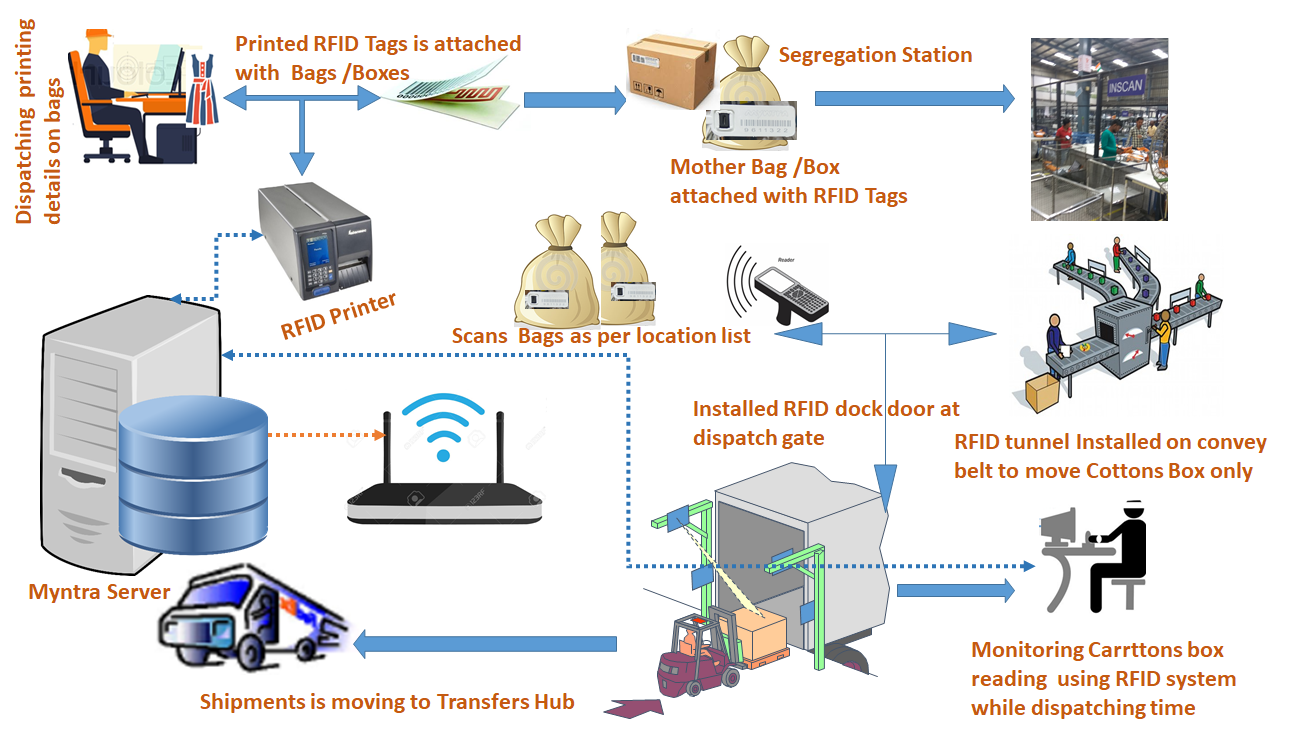 Dispatching printing
details on bags
Printed RFID Tags is attached
with Bags /Boxes
Segregation Station
INSCAN
Mother Bag /Box
attached with RFID Tags
RFID Printer
Reader
Scans Bags as per location list
Installed RFID dock door at
dispatch gate
RFID tunnel Installed on convey
belt to move Cottons Box only
Myntra Server
Shipments is moving to Transfers Hub
Monitoring Carrttons box
reading using RFID system
while dispatching time